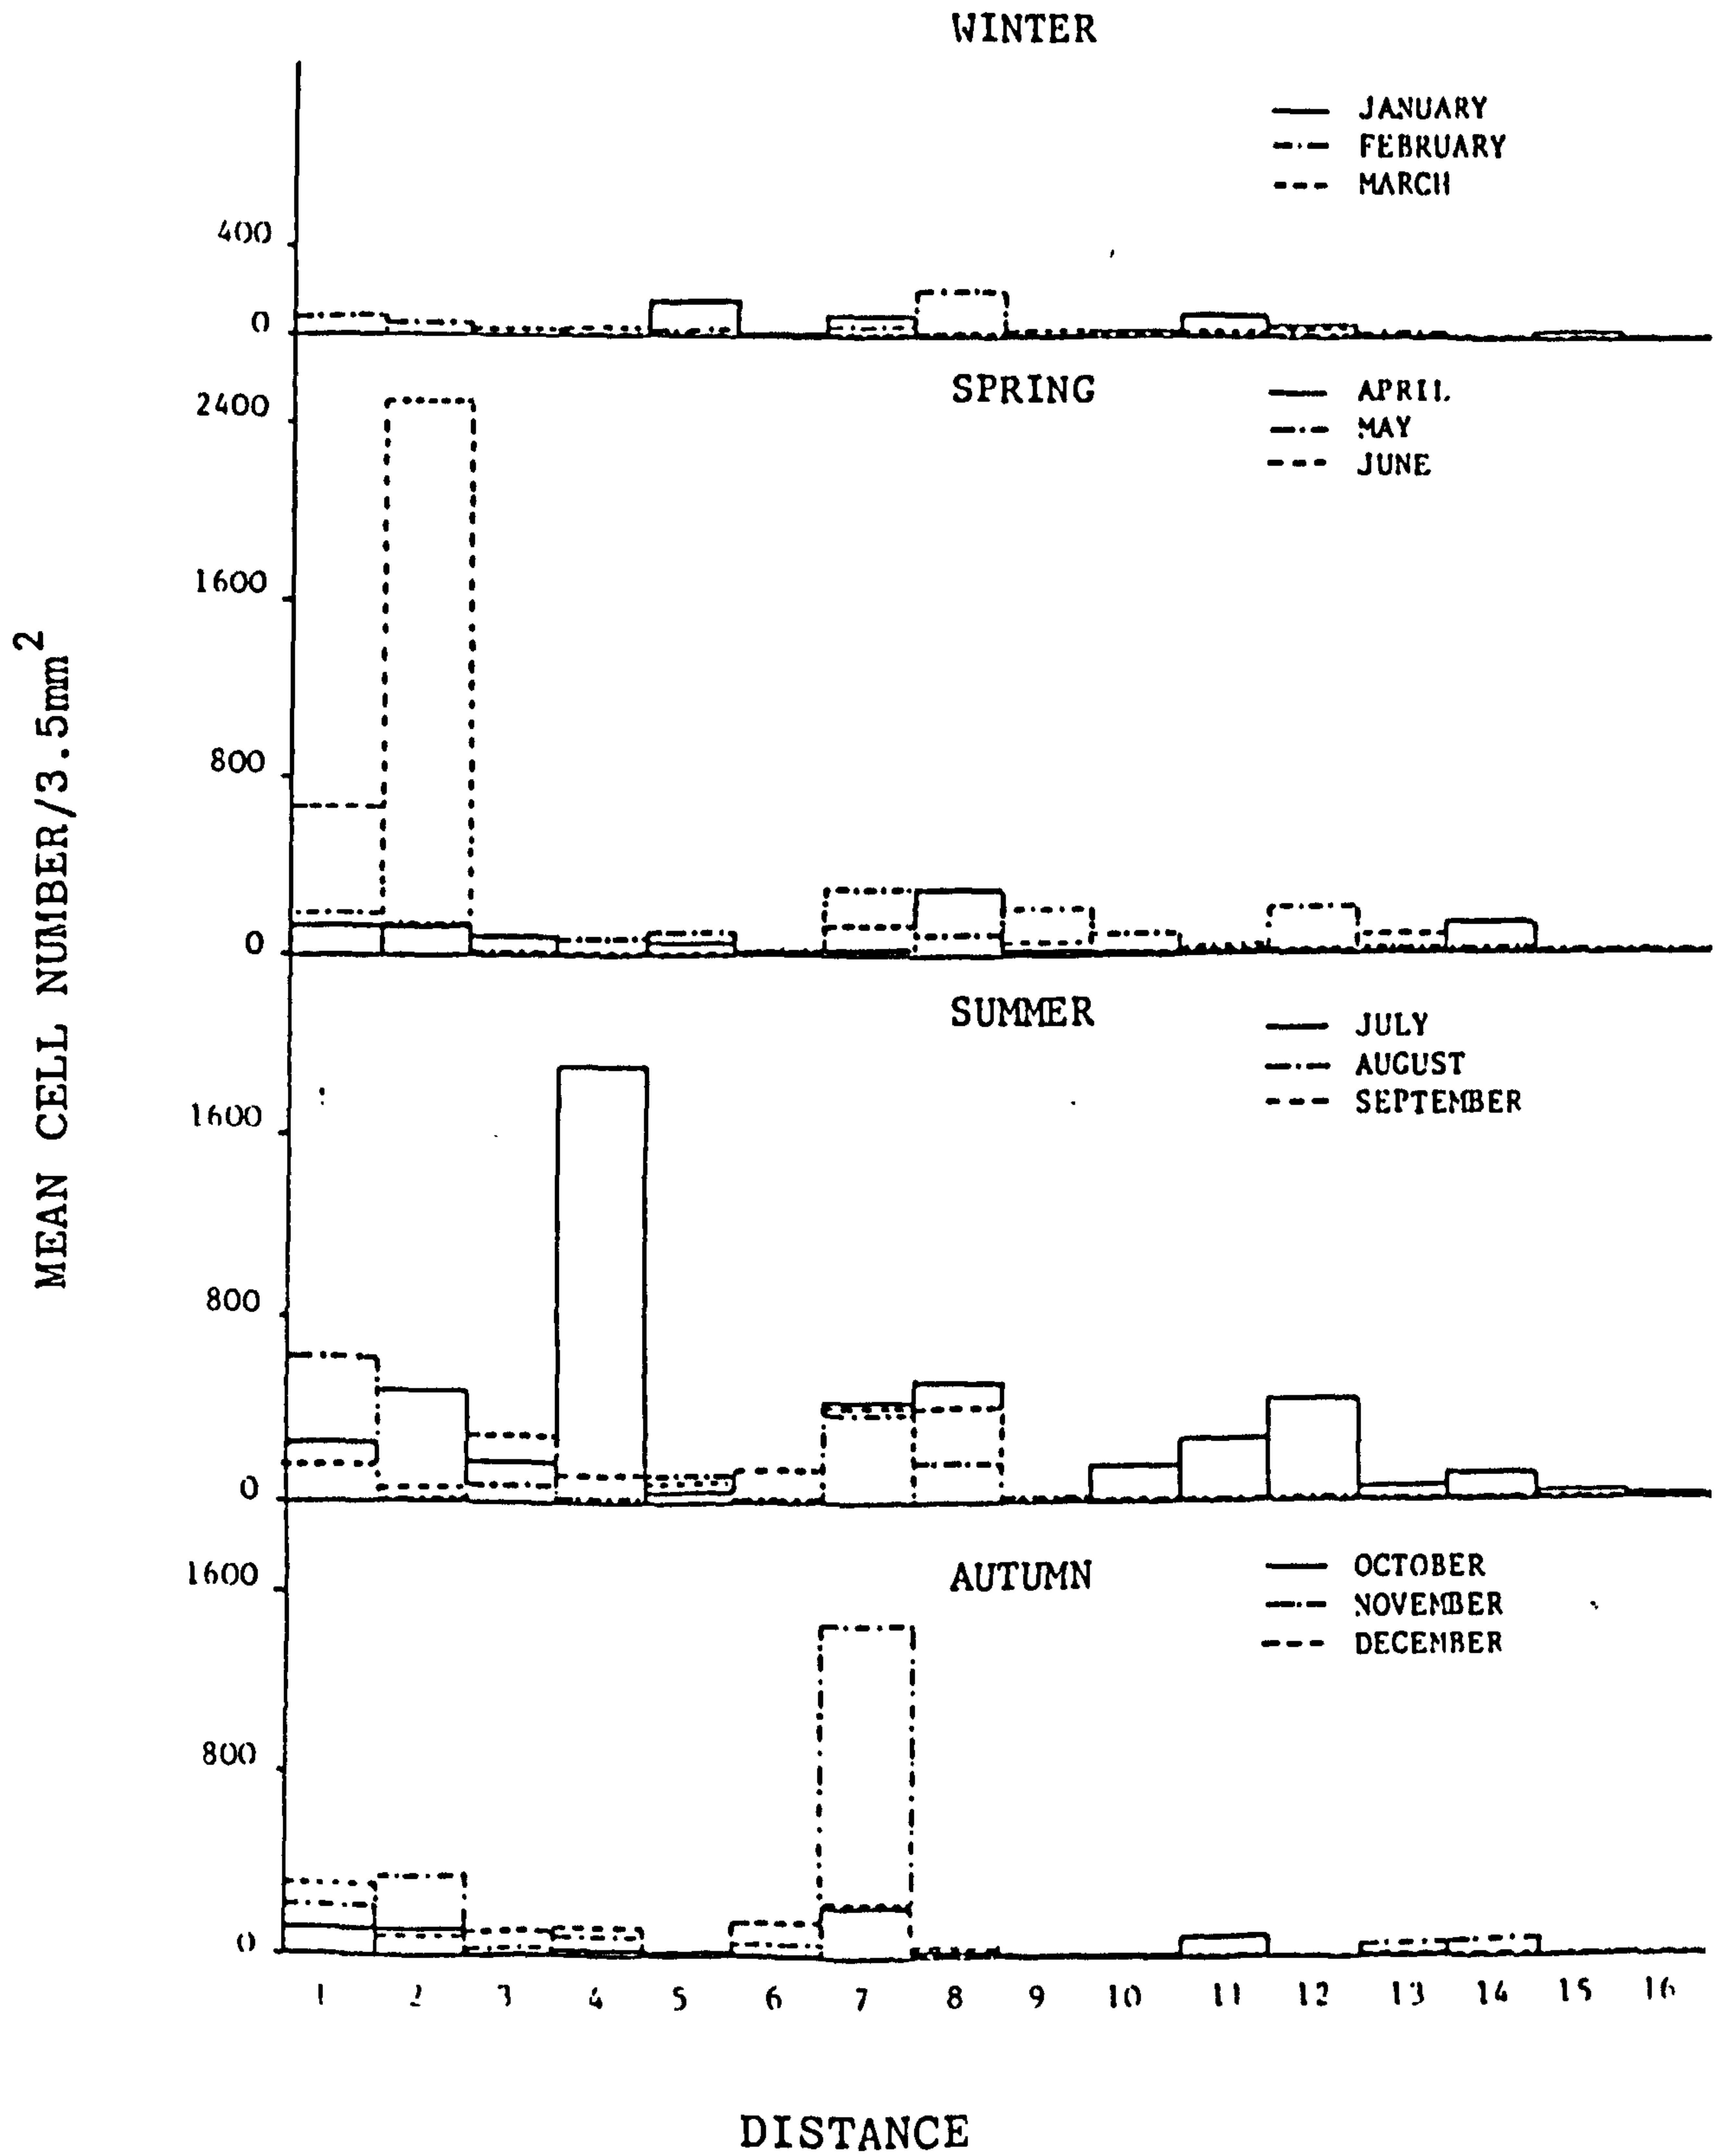 WINTER
JANUARY
FEBRUARY
MARCH
400
0
SPRING
APRIL
MAY
JUNE
2400
1600
800
0
MEAN CELL NUMBER/3.5mm²
SUMMER
JULY
AUGUST
SEPTEMBER
1600
800
0
AUTUMN
OCTOBER
NOVEMBER
DECEMBER
1600
800
0
1 2 3 4 5 6 7 8 9 10 11 12 13 14 15 16
DISTANCE